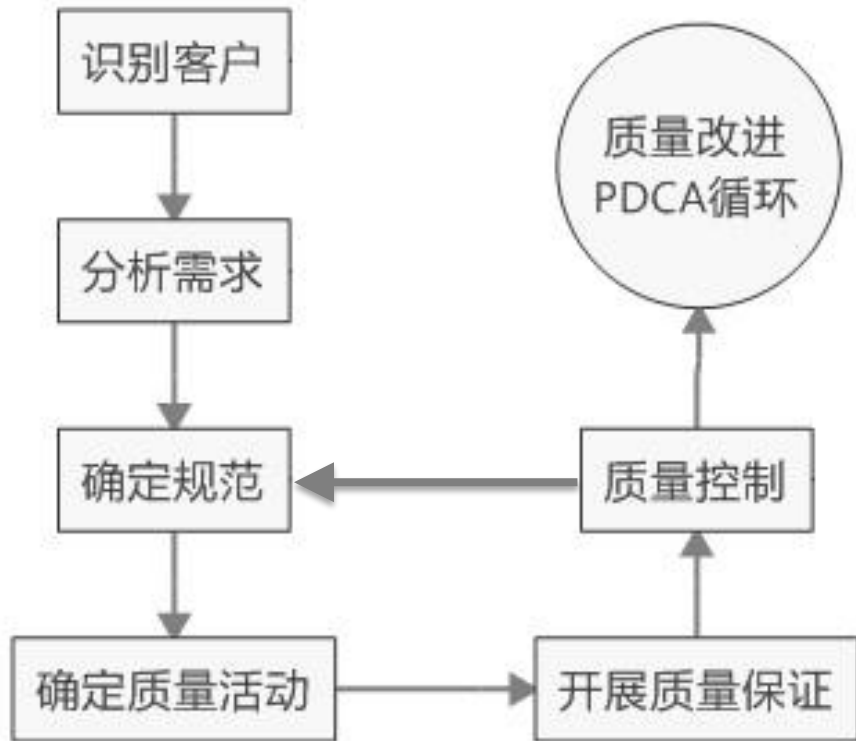 识别客户
分析需求
确定规范
确定质量活动
开展质量保证
质量控制
质量改进
PDCA循环